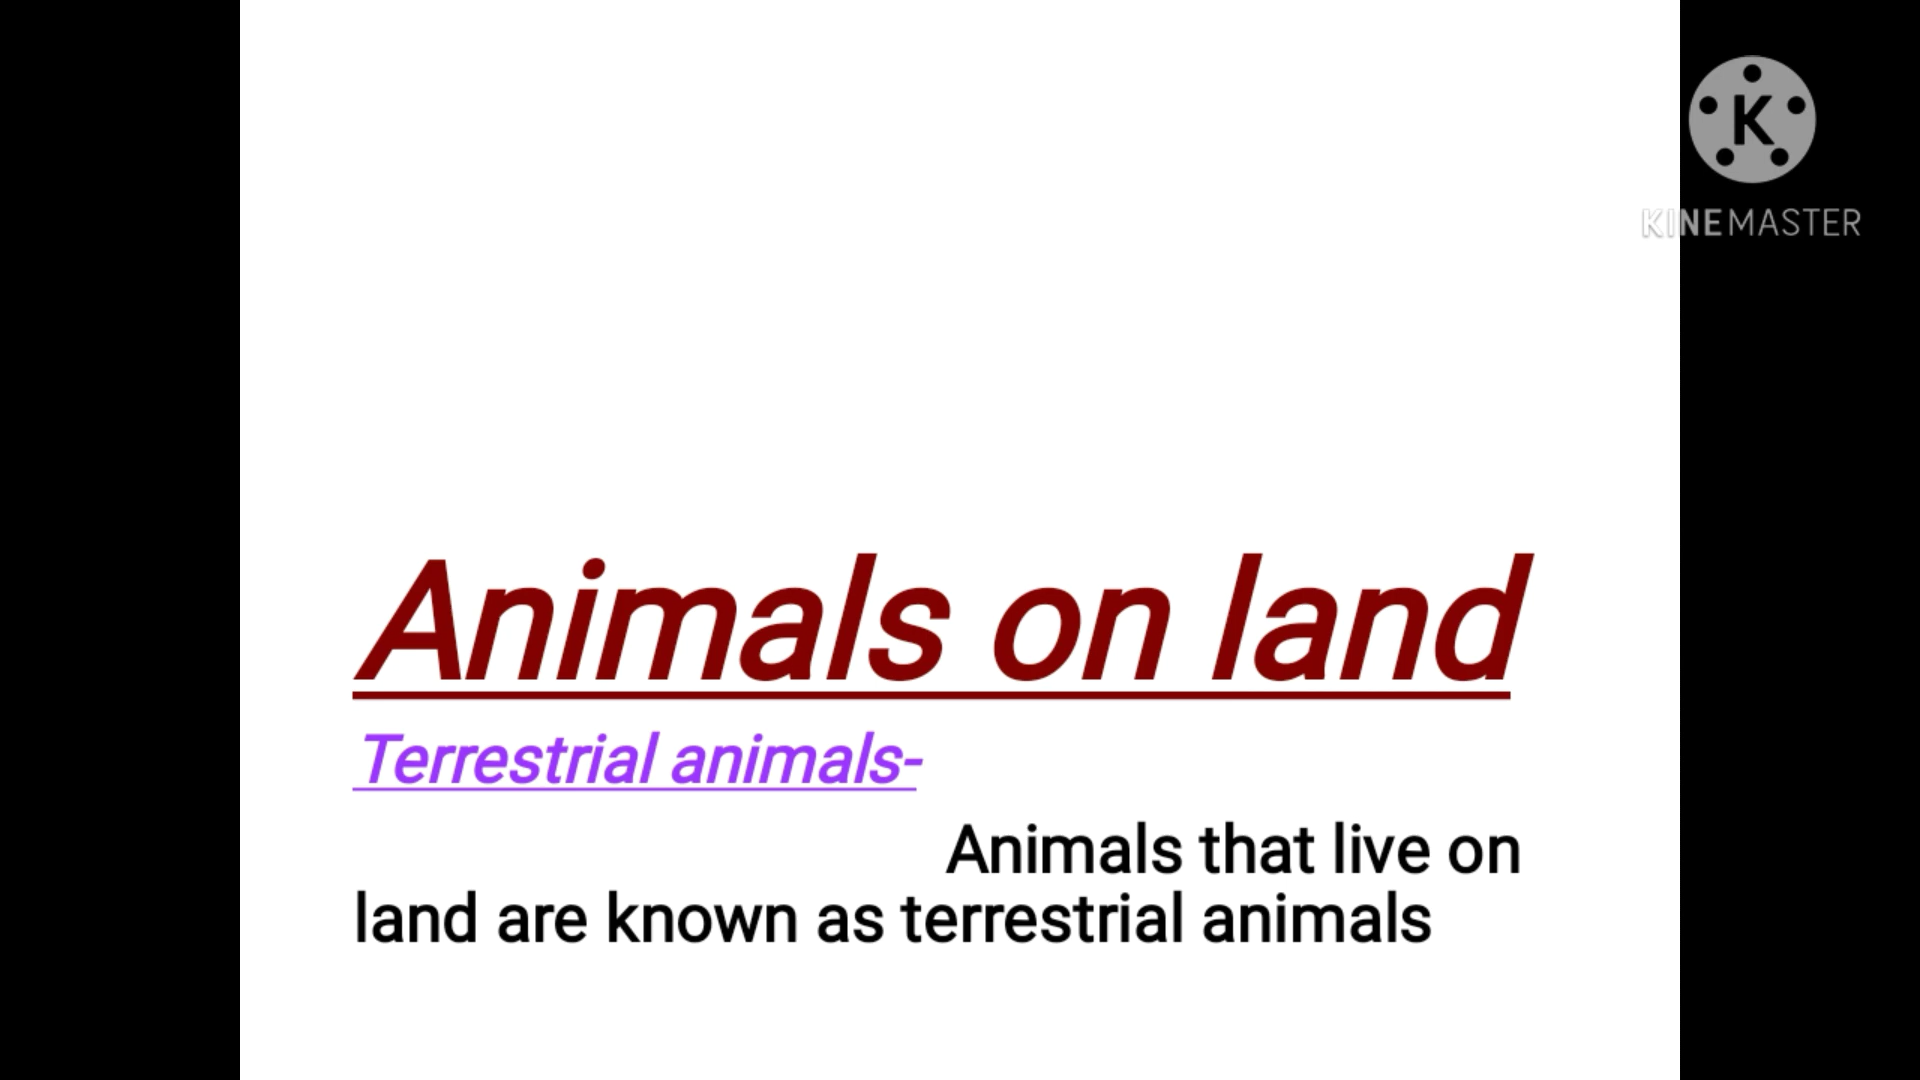 K
KINEMASTER
Animals on land
Terrestrial animals-
Animals that live on
land are known as terrestrial animals